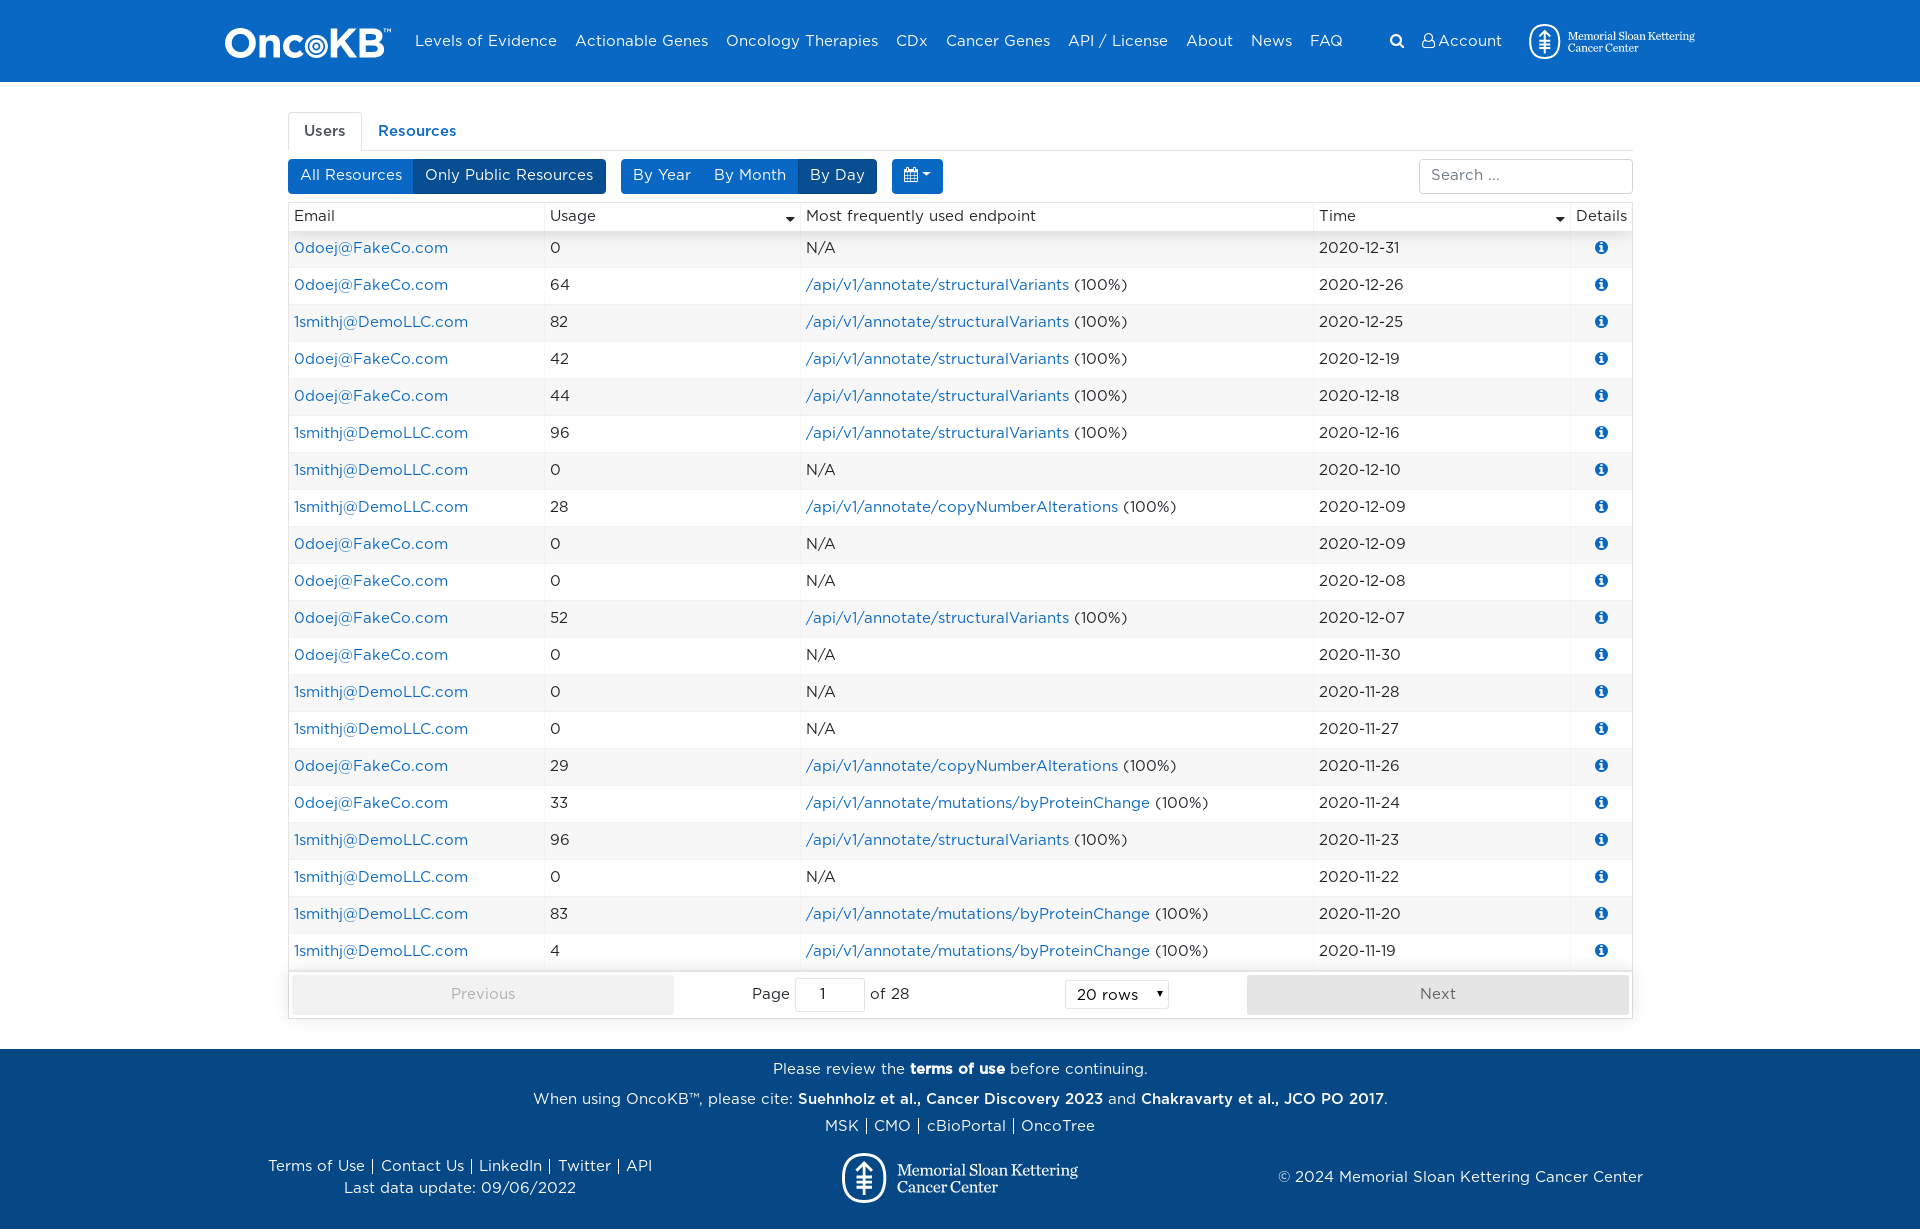 OncoKB™ Levels of Evidence Actionable Genes Oncology Therapies CDx Cancer Genes API / License About News FAQ Account Memorial Sloan Kettering Cancer Center
Users Resources
All Resources Only Public Resources By Year By Month By Day Search ...
Email Usage Most frequently used endpoint Time Details
0doej@FakeCo.com 0 N/A 2020-12-31
0doej@FakeCo.com 64 /api/v1/annotate/structuralVariants (100%) 2020-12-26
1smithj@DemoLLC.com 82 /api/v1/annotate/structuralVariants (100%) 2020-12-25
0doej@FakeCo.com 42 /api/v1/annotate/structuralVariants (100%) 2020-12-19
0doej@FakeCo.com 44 /api/v1/annotate/structuralVariants (100%) 2020-12-18
1smithj@DemoLLC.com 96 /api/v1/annotate/structuralVariants (100%) 2020-12-16
1smithj@DemoLLC.com 0 N/A 2020-12-10
1smithj@DemoLLC.com 28 /api/v1/annotate/copyNumberAlterations (100%) 2020-12-09
0doej@FakeCo.com 0 N/A 2020-12-09
0doej@FakeCo.com 0 N/A 2020-12-08
0doej@FakeCo.com 52 /api/v1/annotate/structuralVariants (100%) 2020-12-07
0doej@FakeCo.com 0 N/A 2020-11-30
1smithj@DemoLLC.com 0 N/A 2020-11-28
1smithj@DemoLLC.com 0 N/A 2020-11-27
0doej@FakeCo.com 29 /api/v1/annotate/copyNumberAlterations (100%) 2020-11-26
0doej@FakeCo.com 33 /api/v1/annotate/mutations/byProteinChange (100%) 2020-11-24
1smithj@DemoLLC.com 96 /api/v1/annotate/structuralVariants (100%) 2020-11-23
1smithj@DemoLLC.com 0 N/A 2020-11-22
1smithj@DemoLLC.com 83 /api/v1/annotate/mutations/byProteinChange (100%) 2020-11-20
1smithj@DemoLLC.com 4 /api/v1/annotate/mutations/byProteinChange (100%) 2020-11-19
Previous Page 1 of 28 20 rows Next
Please review the terms of use before continuing.
When using OncoKB™, please cite: Suehnholz et al., Cancer Discovery 2023 and Chakravarty et al., JCO PO 2017.
MSK | CMO | cBioPortal | OncoTree
Terms of Use | Contact Us | LinkedIn | Twitter | API
Last data update: 09/06/2022
Memorial Sloan Kettering
Cancer Center
© 2024 Memorial Sloan Kettering Cancer Center